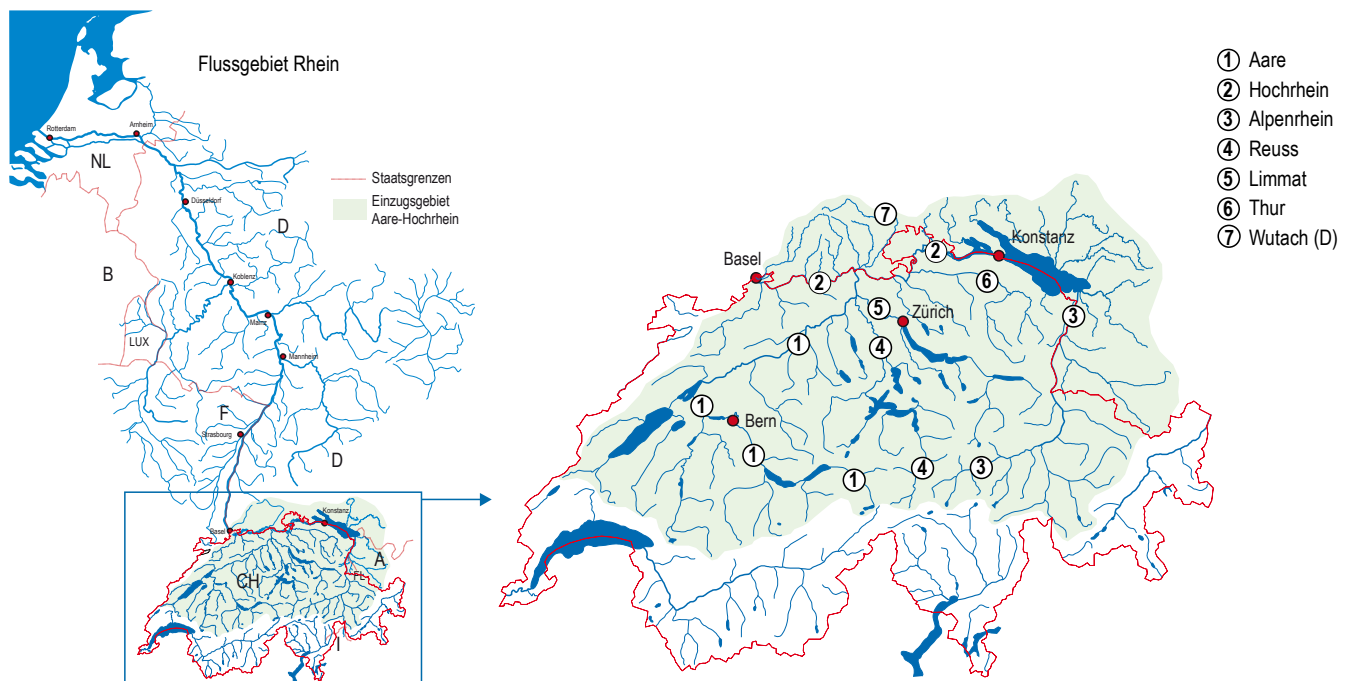 Flussgebiet Rhein
Rotterdam
Arnheim
NL
Düsseldorf
D
Staatsgrenzen
Einzugsgebiet
Aare-Hochrhein
B
Koblenz
Mainz
LUX
Mannheim
F
Strasbourg
D
Basel
Konstanz
A
FL
CH
I
1 Aare
2 Hochrhein
3 Alpenrhein
4 Reuss
5 Limmat
6 Thur
7 Wutach (D)
7
Konstanz
2
Basel
2
6
5
Zürich
3
1
4
1
Bern
1
1
4
3